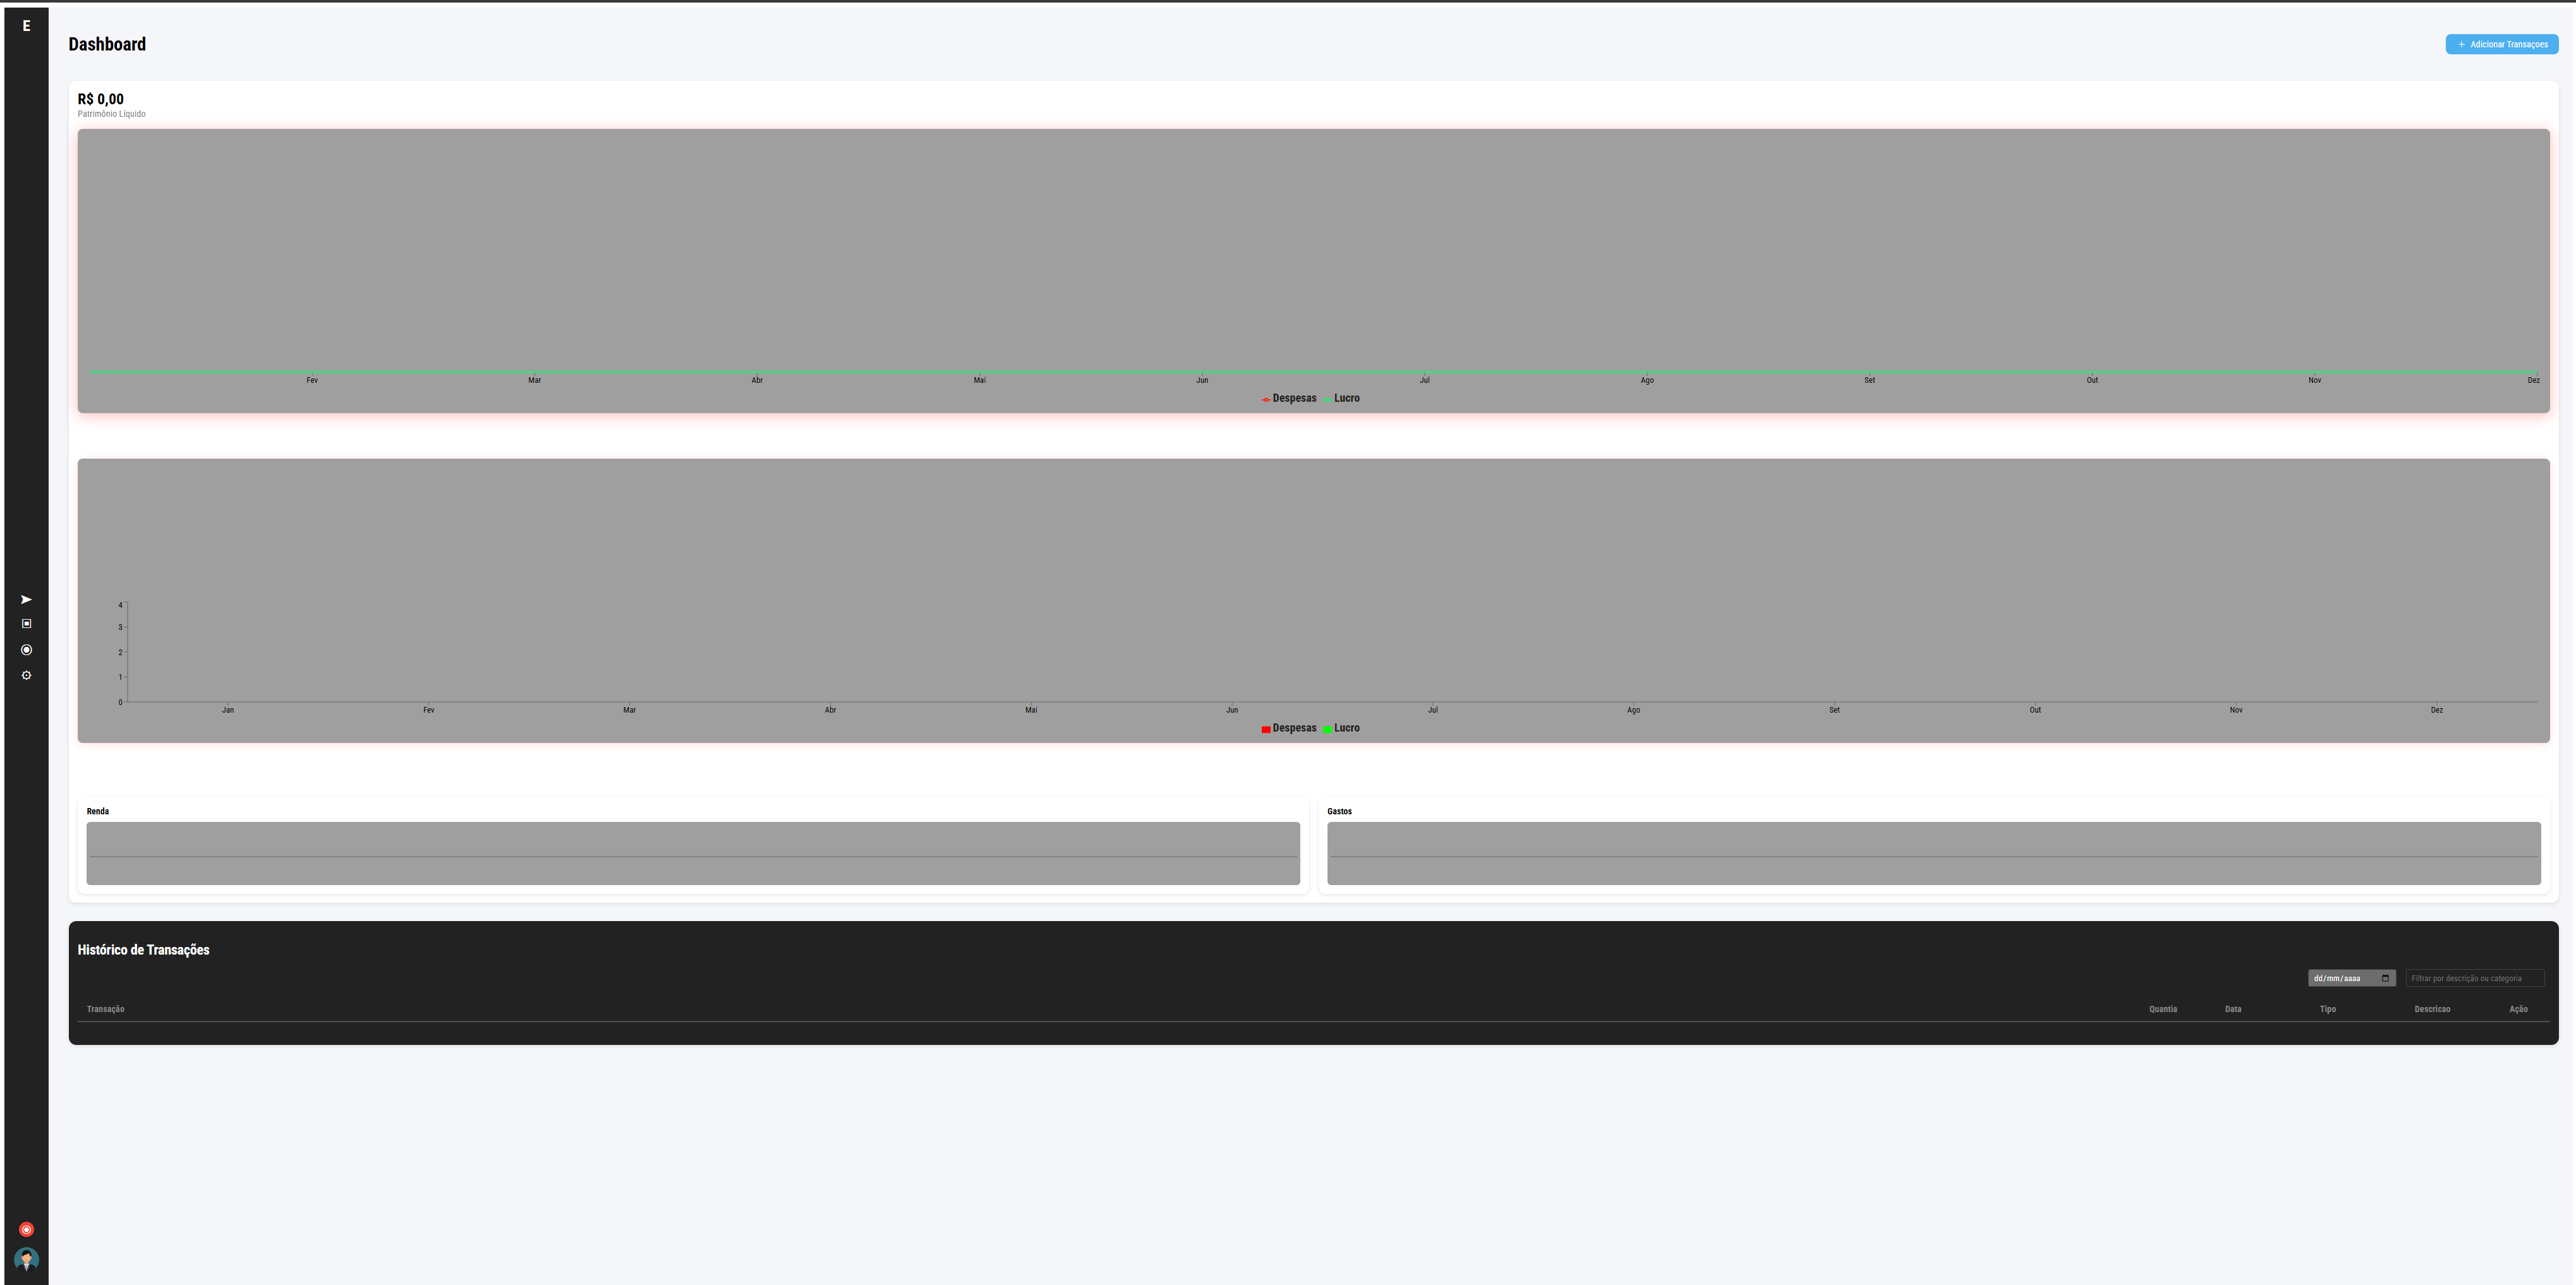 E
Dashboard
+ Adicionar Transaçoes
R$ 0,00
Patrimônio Líquido
Fev Mar Abr Mai Jun Jul Ago Set Out Nov Dez
Despesas Lucro
4
3
2
1
0
Jan Fev Mar Abr Mai Jun Jul Ago Set Out Nov Dez
Despesas Lucro
Renda
Gastos
Histórico de Transações
dd/mm/aaaa Filtrar por descrição ou categoria
Transação Quantia Data Tipo Descricao Ação